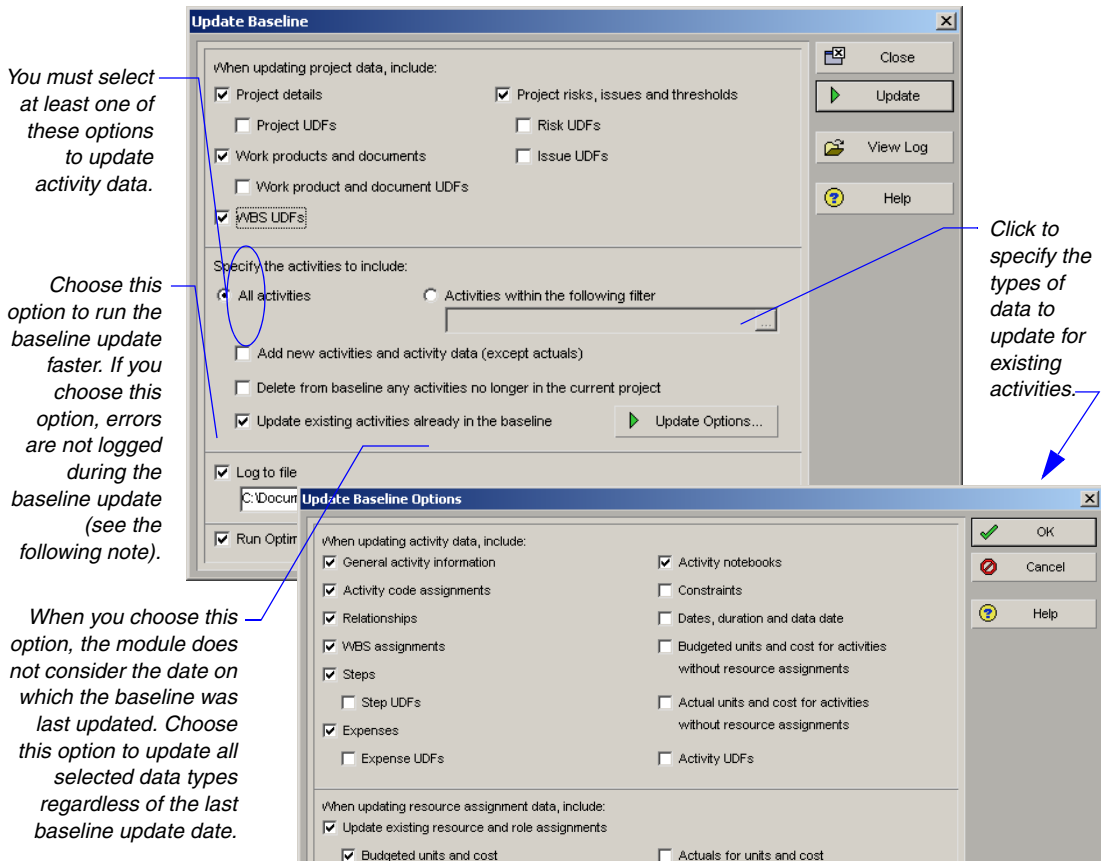 Update Baseline
When updating project data, include:
Project details
Project risks, issues and thresholds
Project UDFs
Risk UDFs
Work products and documents
Issue UDFs
Work product and document UDFs
WBS UDFs
Close
Update
View Log
Help
You must select
at least one of
these options
to update
activity data.
Specify the activities to include:
All activities
Activities within the following filter
...
Add new activities and activity data (except actuals)
Delete from baseline any activities no longer in the current project
Update existing activities already in the baseline
Update Options...
Click to
specify the
types of
data to
update for
existing
activities.
Choose this
option to run the
baseline update
faster. If you
choose this
option, errors
are not logged
during the
baseline update
(see the
following note).
Log to file
C:\Docum
Run Optim
When you choose this
option, the module does
not consider the date on
which the baseline was
last updated. Choose
this option to update all
selected data types
regardless of the last
baseline update date.
Update Baseline Options
When updating activity data, include:
General activity information
Activity notebooks
Activity code assignments
Constraints
Relationships
Dates, duration and data date
WBS assignments
Budgeted units and cost for activities
without resource assignments
Steps
Step UDFs
Actual units and cost for activities
without resource assignments
Expenses
Expense UDFs
Activity UDFs
OK
Cancel
Help
When updating resource assignment data, include:
Update existing resource and role assignments
Budgeted units and cost
Actuals for units and cost